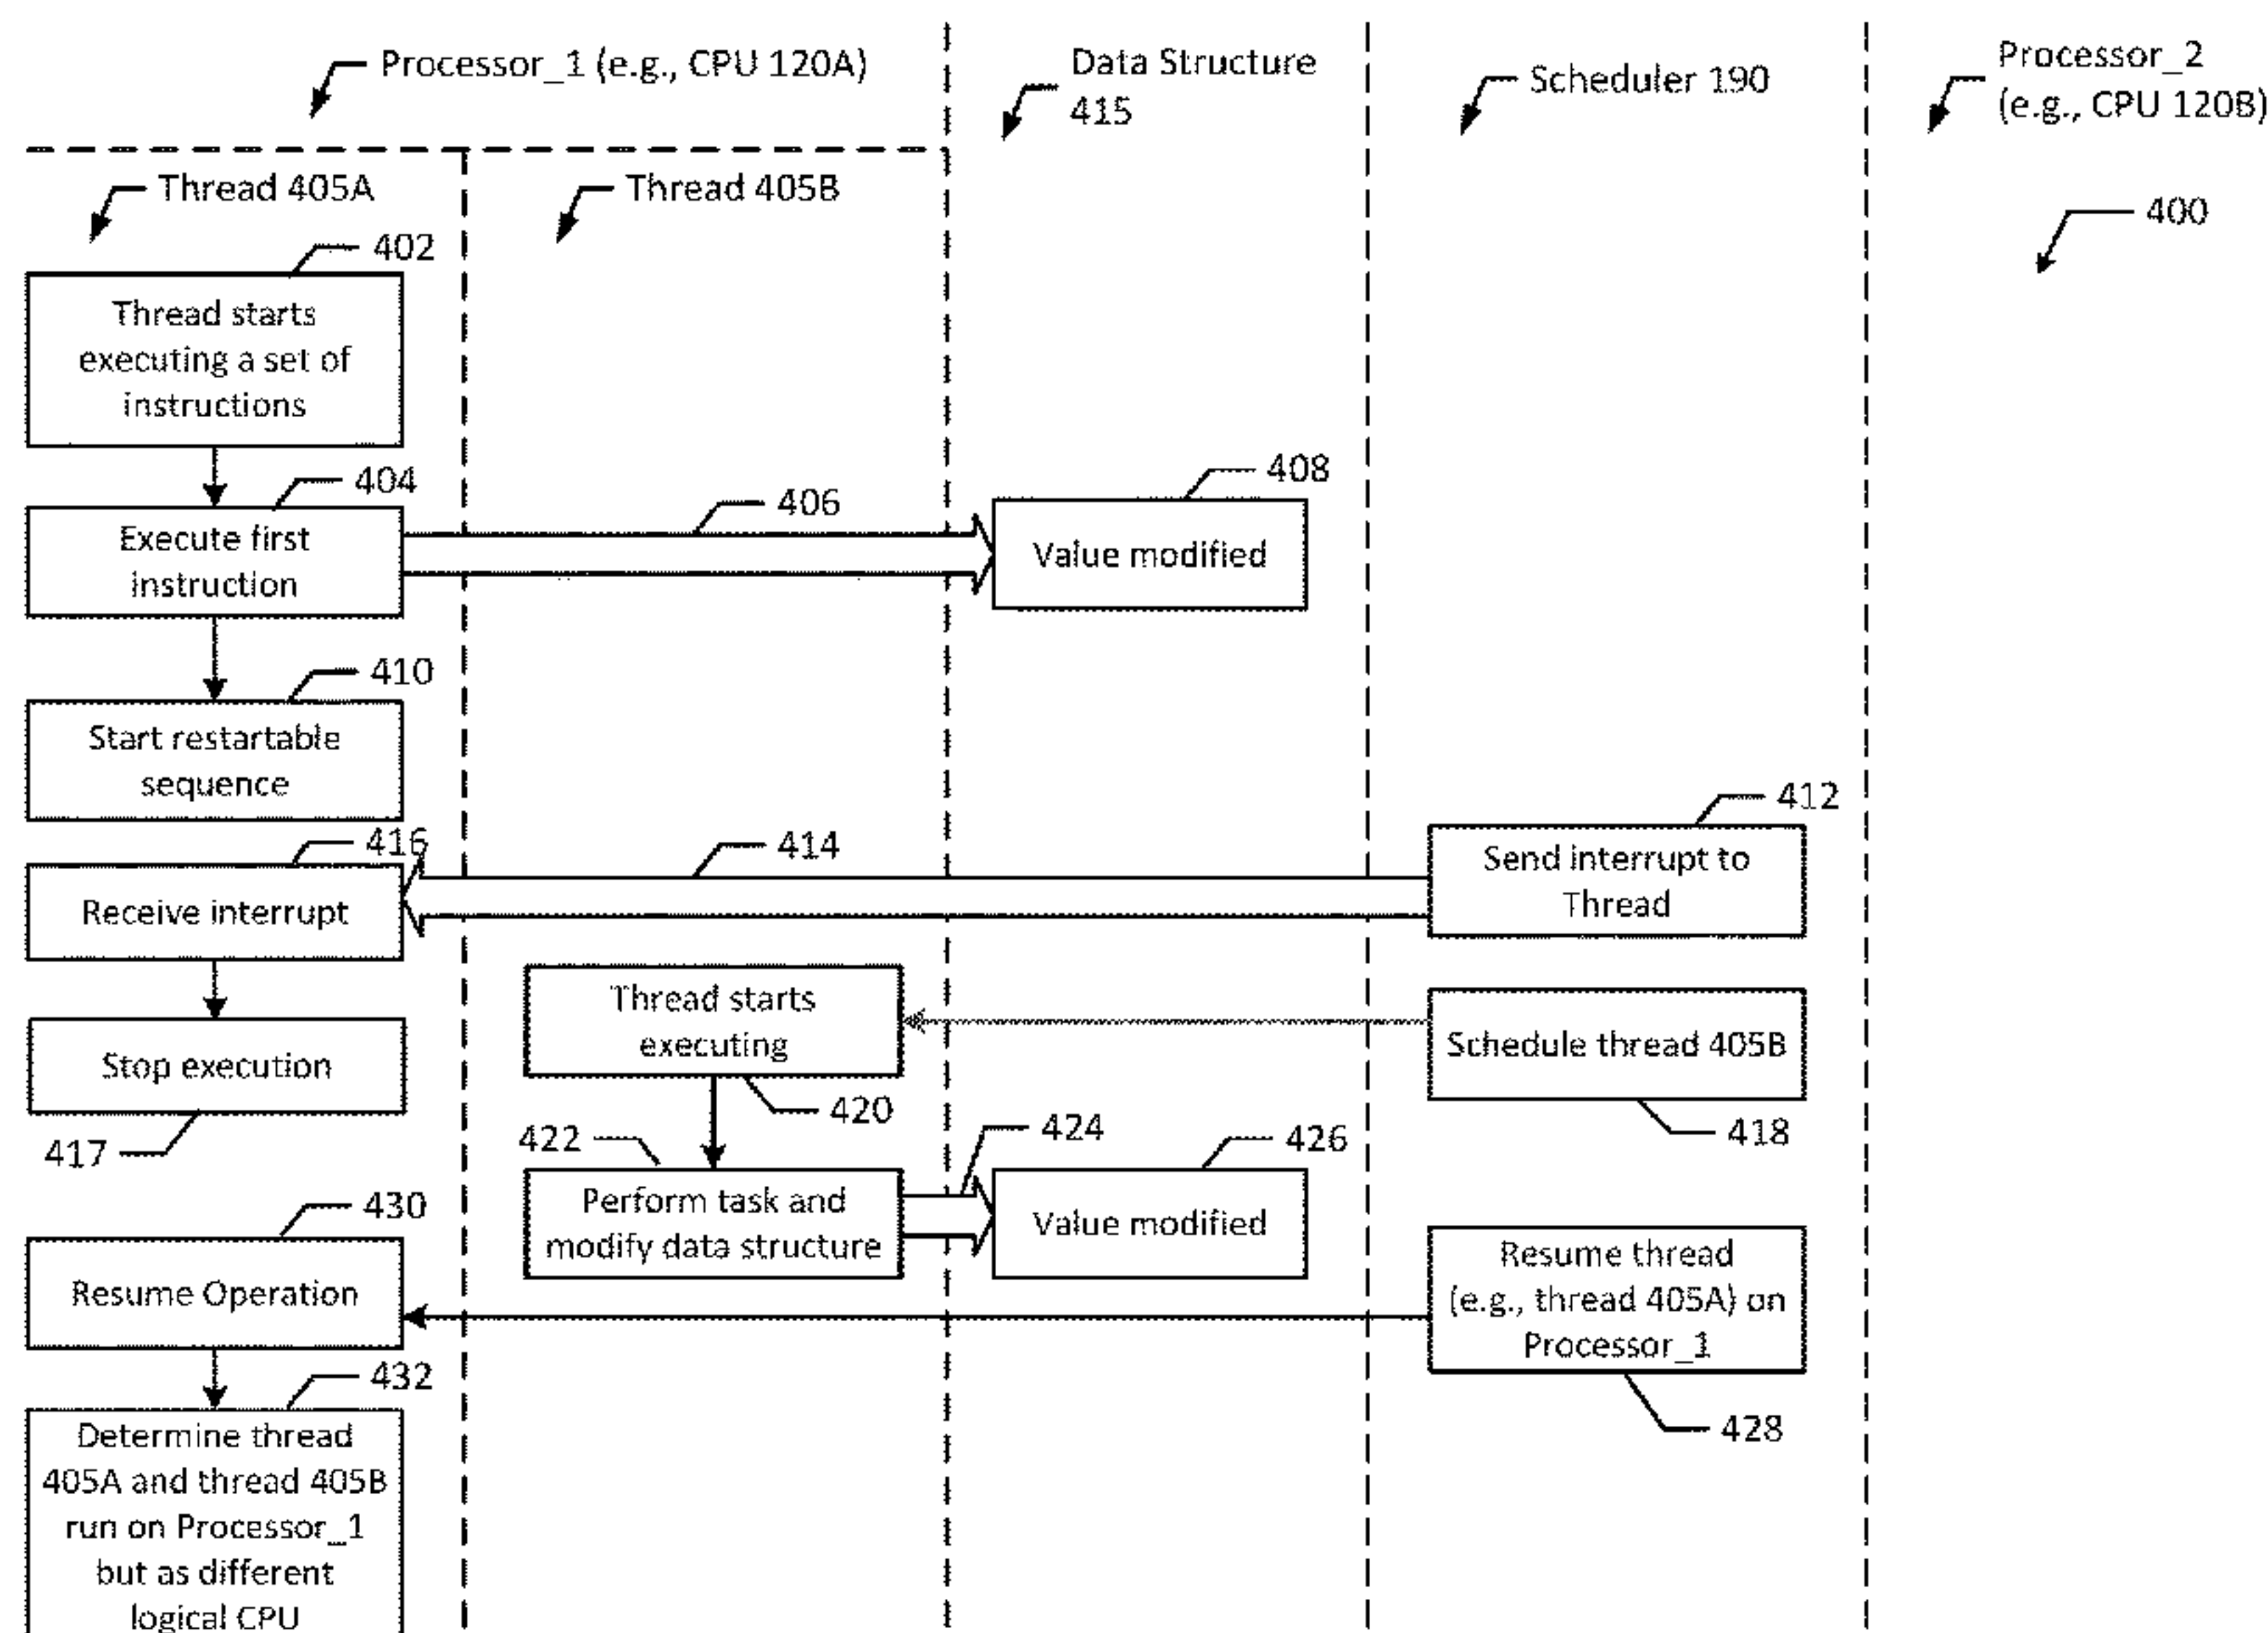 Processor_1 (e.g., CPU 120A)
Data Structure
415
Scheduler 190
Processor_2
(e.g., CPU 120B)
Thread 405A
Thread 405B
400
402
Thread starts
executing a set of
instructions
404
Execute first
instruction
406
408
Value modified
410
Start restartable
sequence
412
Send interrupt to
Thread
414
416
Receive interrupt
Thread starts
executing
Schedule thread 405B
Stop execution
417
420
418
422
424
426
Perform task and
modify data structure
Value modified
430
Resume Operation
Resume thread
(e.g., thread 405A) on
Processor_1
428
432
Determine thread
405A and thread 405B
run on Processor_1
but as different
logical CPU